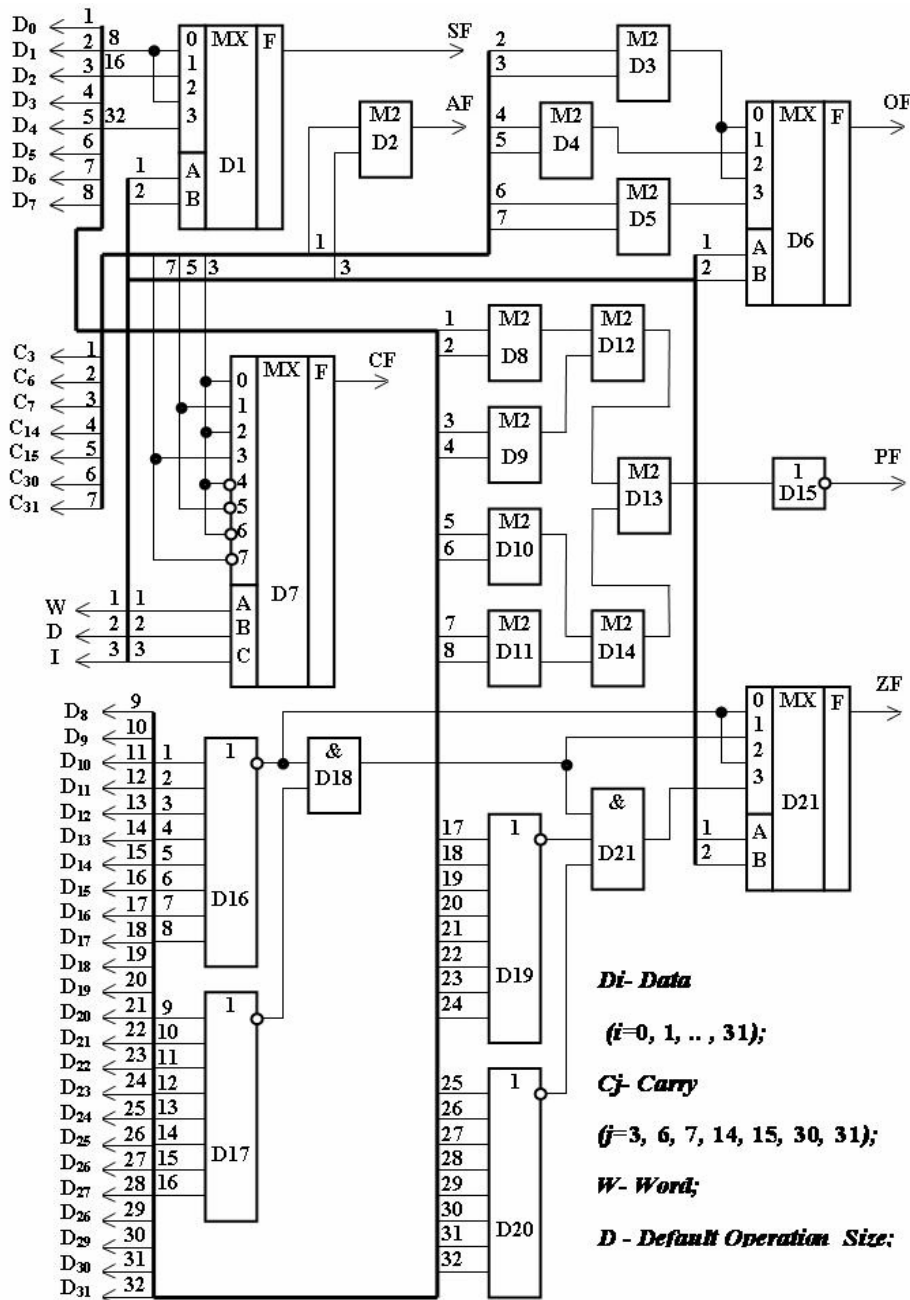 D0 1
D1 2 8
D2 3 16
D3 4
D4 5 32
D5 6
D6 7
D7 8
0 MX F SF
1
2
3
D1
1 A
2 B
M2 AF
D2
1
3
2 M2
3 D3
4 M2
5 D4
6 M2
7 D5
0 MX F OF
1
2
3
D6
1 A
2 B
7 5 3
C3 1
C6 2
C7 3
C14 4
C15 5
C30 6
C31 7
MX F CF
0
1
2
3
4
5
6
7
D7
W 1 1 A
D 2 2 B
I 3 3 C
1 M2
2 D8
M2
D12
3 M2
4 D9
M2
D13
1 PF
D15
5 M2
6 D10
7 M2
8 D11
M2
D14
D8 9
D9 10
D10 11 1
D11 12 2
D12 13 3
D13 14 4
D14 15 5
D15 16 6
D16 17 7
D17 18 8
D18 19
D19 20
D20 21 9
D21 22 10
D22 23 11
D23 24 12
D24 25 13
D25 26 14
D26 27 15
D27 28 16
D26 29
D29 30
D30 31
D31 32
1
D16
1
D17
&
D18
17
18
19
20
21
22
23
24
1
D19
25
26
27
28
29
30
31
32
1
D20
&
D21
0 MX F ZF
1
2
3
D21
1 A
2 B
Di- Data
(i=0, 1, .. , 31);
Cj- Carry
(j=3, 6, 7, 14, 15, 30, 31);
W- Word;
D - Default Operation Size;